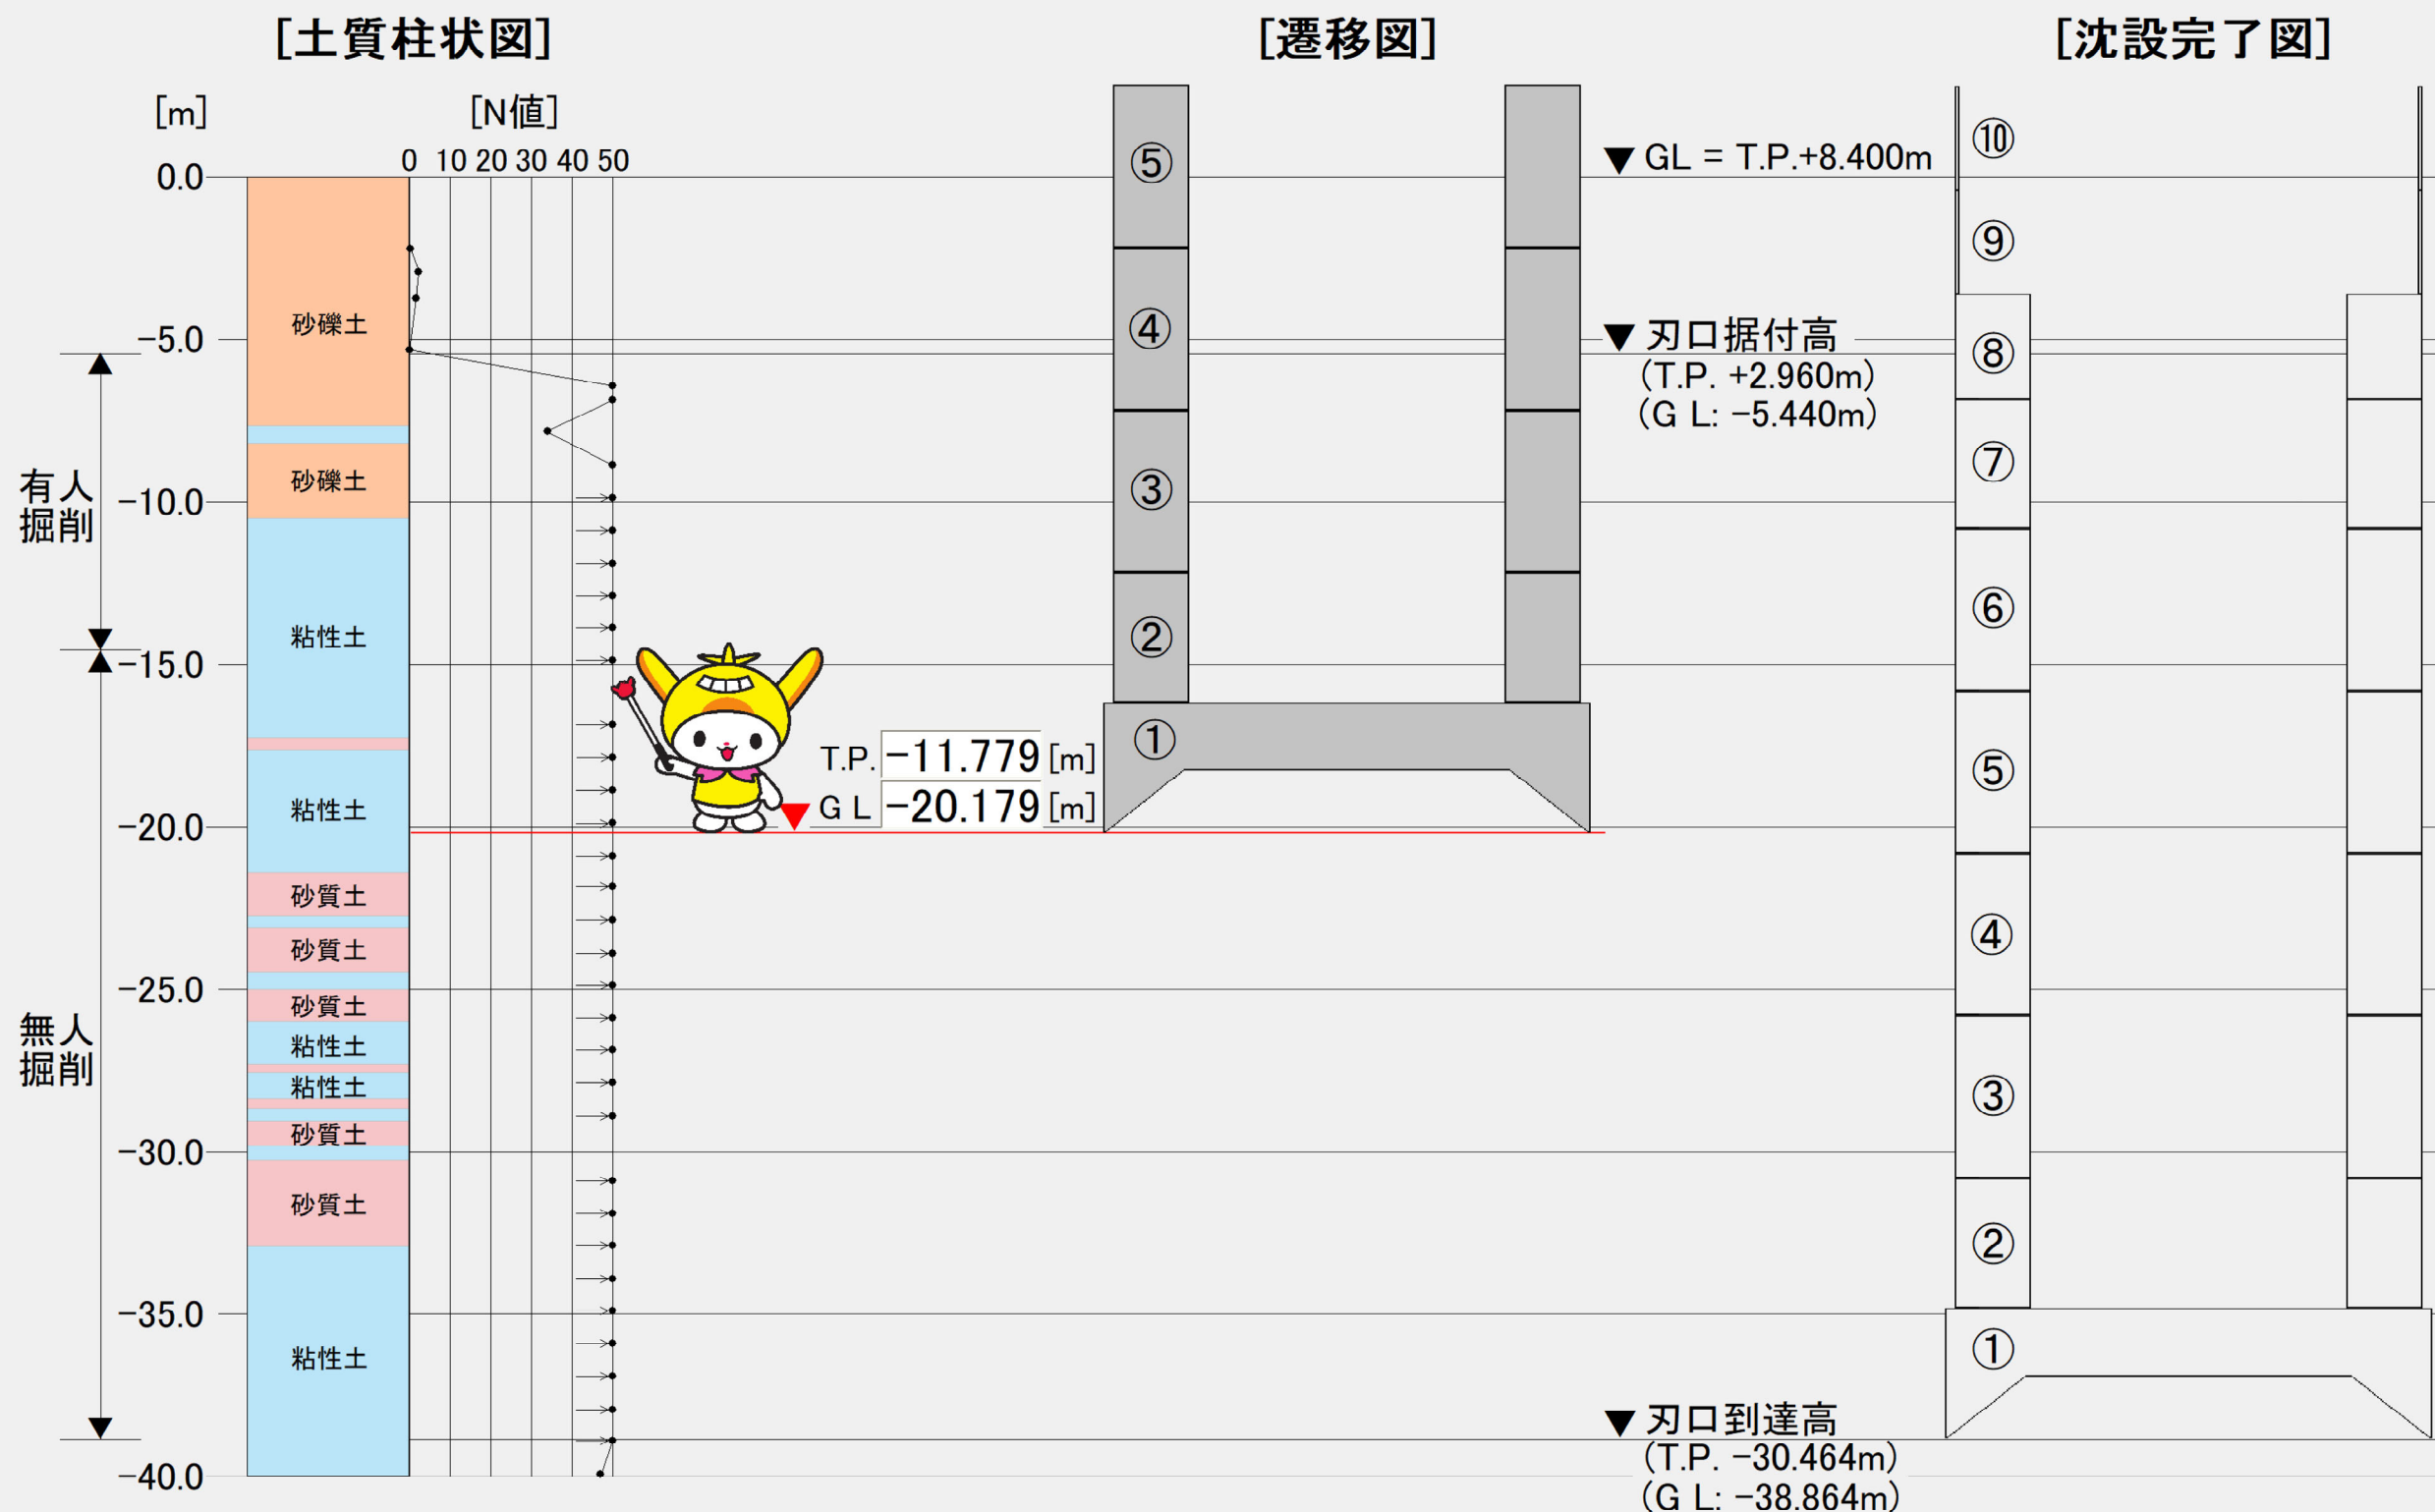 [土質柱状図]
[遷移図]
[沈設完了図]
[m]
[N値]
0 10 20 30 40 50
0.0
−5.0
−10.0
−15.0
−20.0
−25.0
−30.0
−35.0
−40.0
有人
掘削
無人
掘削
砂礫土
砂礫土
粘性土
粘性土
砂質土
砂質土
砂質土
粘性土
粘性土
砂質土
砂質土
粘性土
T.P. −11.779 [m]
G L −20.179 [m]
⑤
④
③
②
①
▼ GL = T.P.+8.400m
▼ 刃口据付高
(T.P. +2.960m)
(G L: −5.440m)
▼ 刃口到達高
(T.P. −30.464m)
(G L: −38.864m)
⑩
⑨
⑧
⑦
⑥
⑤
④
③
②
①